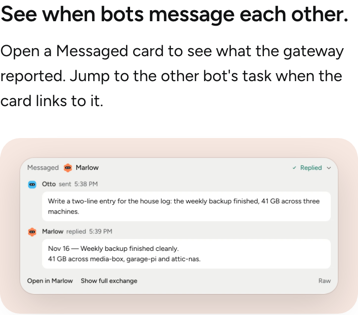 See when bots message each other.
Open a Messaged card to see what the gateway
reported. Jump to the other bot's task when the
card links to it.
Messaged Marlow ✓ Replied
Otto sent 5:38 PM
Write a two-line entry for the house log: the weekly backup finished, 41 GB across three
machines.
Marlow replied 5:39 PM
Nov 16 — Weekly backup finished cleanly.
41 GB across media-box, garage-pi and attic-nas.
Open in Marlow Show full exchange Raw